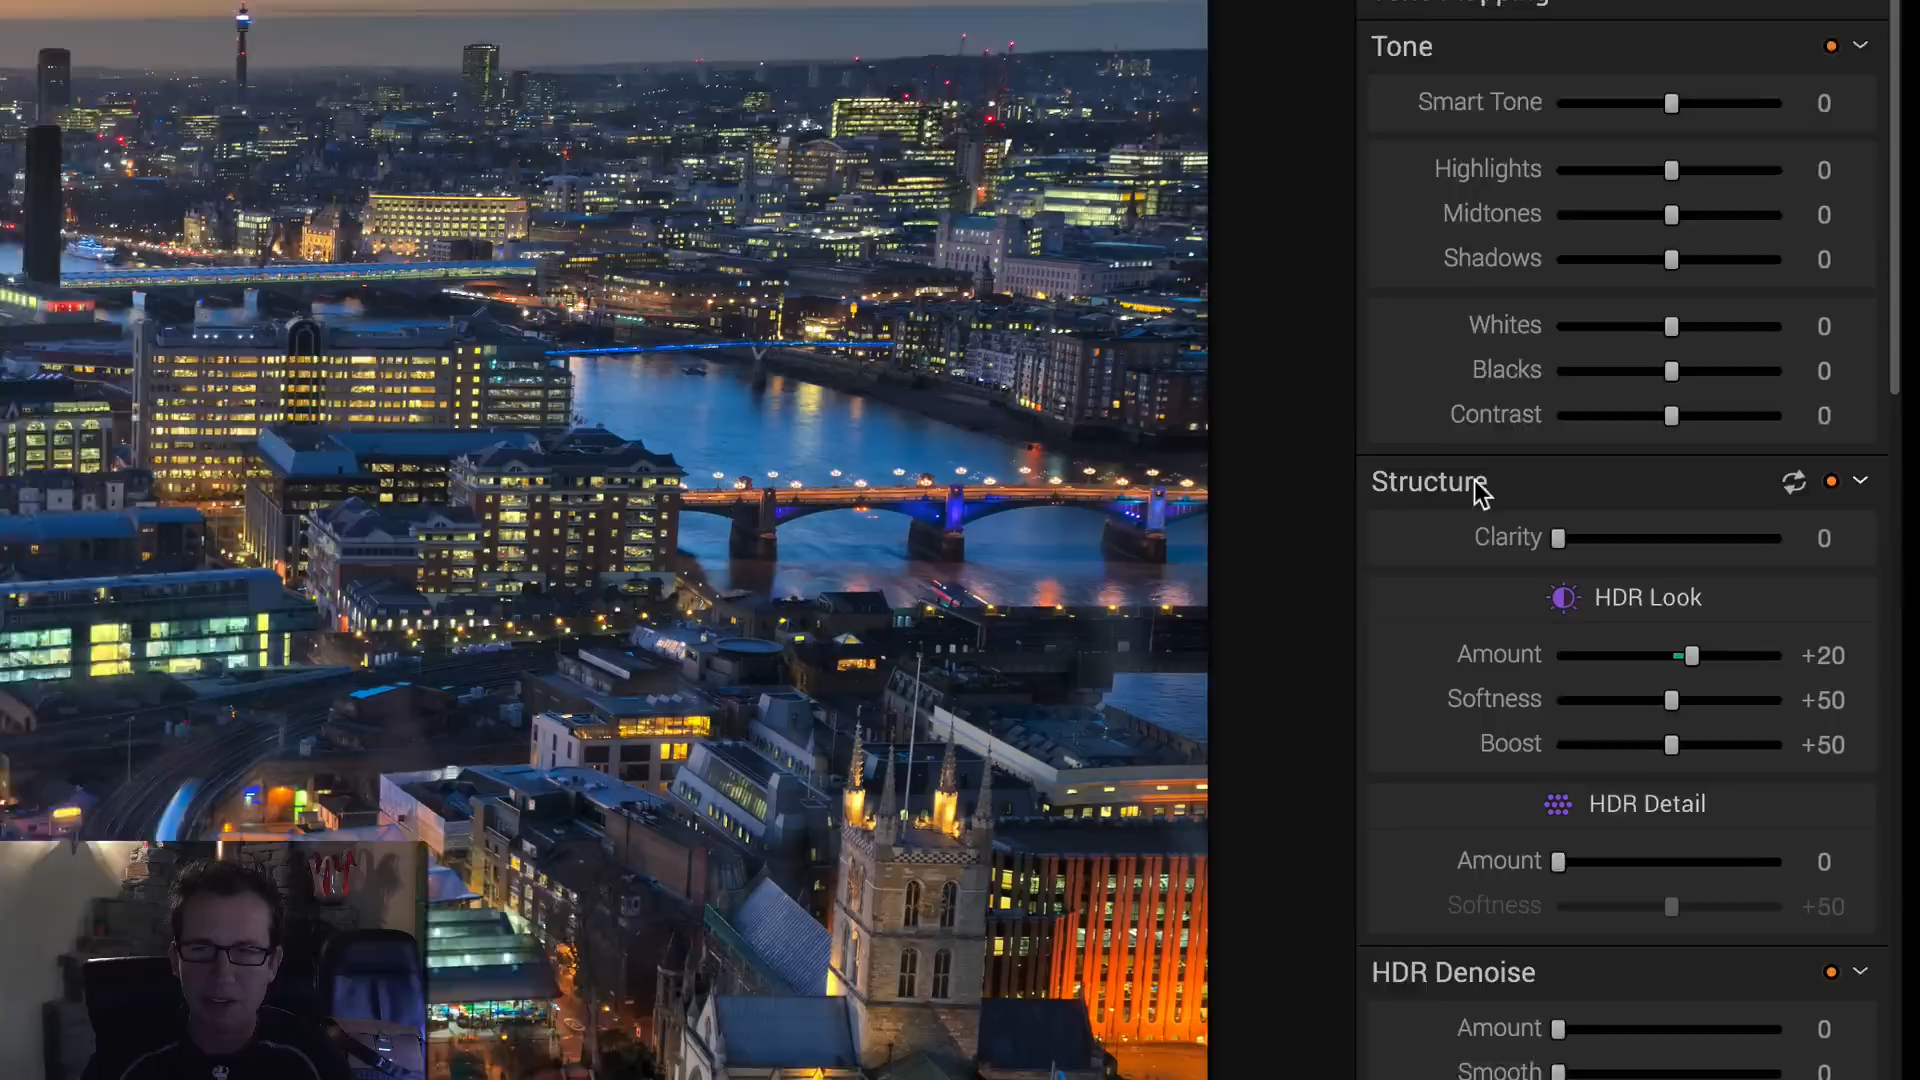 Tone Mapping
Tone
Smart Tone 0
Highlights 0
Midtones 0
Shadows 0
Whites 0
Blacks 0
Contrast 0
Structure
Clarity 0
HDR Look
Amount +20
Softness +50
Boost +50
HDR Detail
Amount 0
Softness +50
HDR Denoise
Amount 0
Smooth 0